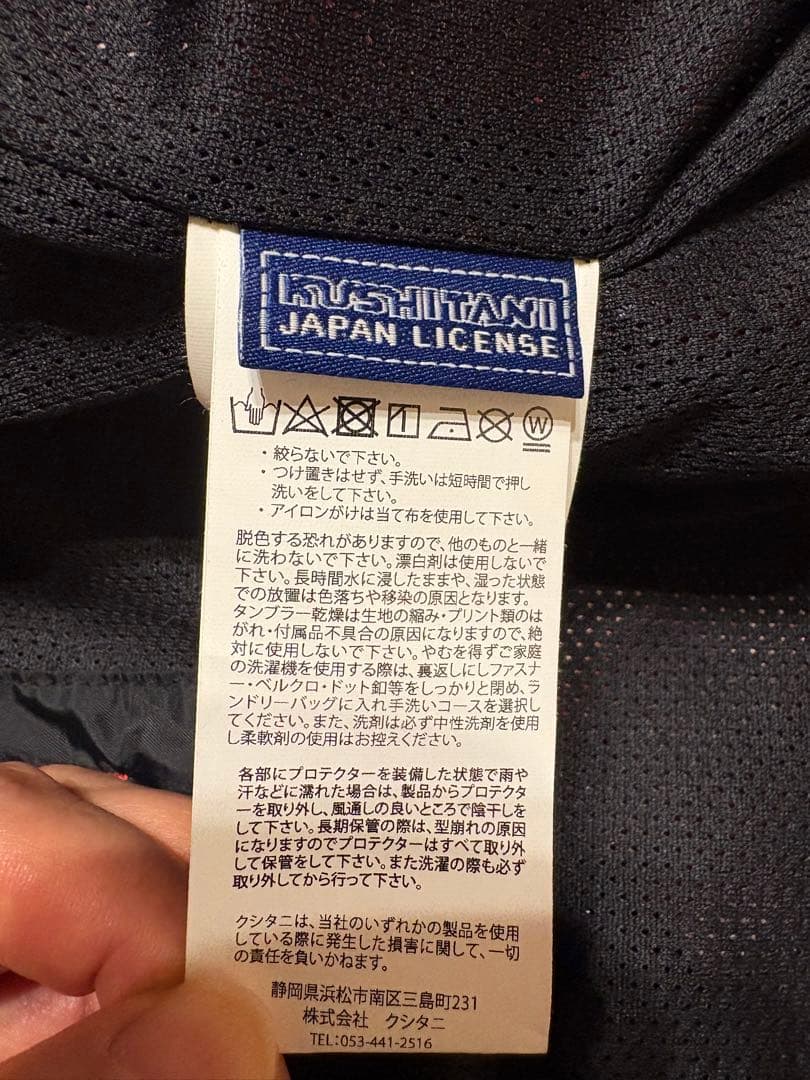 KUSHITANI
JAPAN LICENSE
W
・絞らないで下さい。
・つけ置きはせず、手洗いは短時間で押し
洗いをして下さい。
・アイロンがけは当て布を使用して下さい。
脱色する恐れがありますので、他のものと一緒
に洗わないで下さい。漂白剤は使用しないで
下さい。長時間水に浸したままや、湿った状態
での放置は色落ちや移染の原因となります。
タンブラー乾燥は生地の縮み・プリント類のは
がれ・付属品不具合の原因になりますので、絶
対に使用しないで下さい。やむを得ずご家庭
の洗濯機を使用する際は、裏返しにしファスナ
ー・ベルクロ・ドット釦等をしっかりと閉め、ラ
ンドリーバッグに入れ手洗いコースを選択し
てください。また、洗剤は必ず中性洗剤を使用
し柔軟剤の使用はお控えください。
各部にプロテクターを装備した状態で雨や
汗などに濡れた場合は、製品からプロテクタ
ーを取り外し、風通しの良いところで陰干しを
して下さい。長期保管の際は、型崩れの原因
になりますのでプロテクターはすべて取り外
して保管をして下さい。また洗濯の際も必ず
取り外してから行って下さい。
クシタニは、当社のいずれかの製品を使用
している際に発生した損害に関して、一切
の責任を負いかねます。
静岡県浜松市南区三島町231
株式会社 クシタニ
TEL:053-441-2516